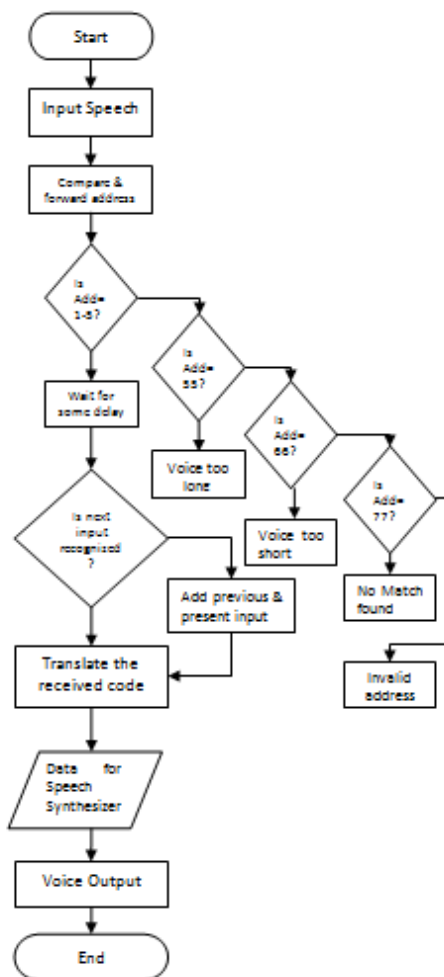 Start
Input Speech
Compare &
forward address
Is
Add=
1-5?
Is
Add=
55?
Wait for
some delay
Is
Add=
66?
Voice too
lone
Is
Add=
77?
Is next
input
recognized
?
Voice too
short
Add previous &
present input
No Match
found
Translate the
received code
Invalid
address
Data for
Speech
Synthesizer
Voice Output
End